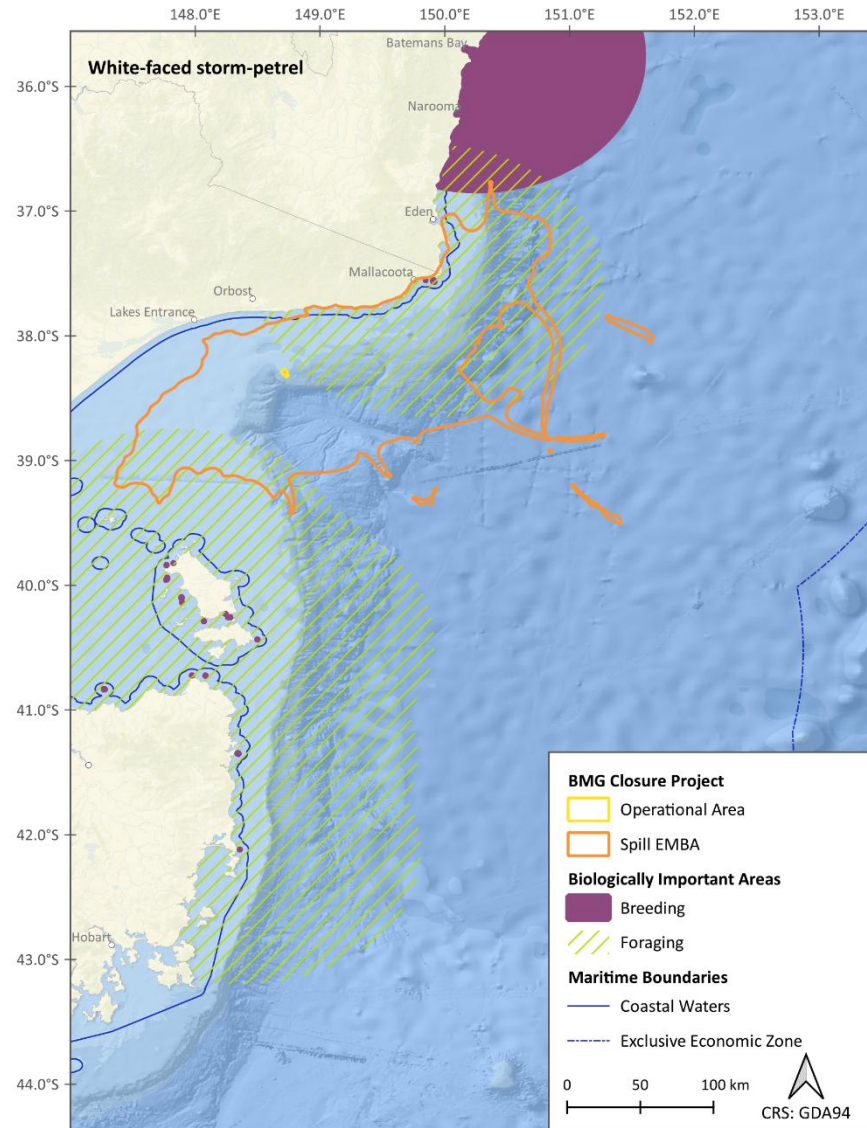 148.0°E 149.0°E 150.0°E 151.0°E 152.0°E 153.0°E
Batemans Bay
White-faced storm-petrel
36.0°S
Narooma
37.0°S
Eden
Mallacoota
Orbost
Lakes Entrance
38.0°S
39.0°S
40.0°S
41.0°S
42.0°S
Hobart
43.0°S
44.0°S
BMG Closure Project
Operational Area
Spill EMBA
Biologically Important Areas
Breeding
Foraging
Maritime Boundaries
Coastal Waters
Exclusive Economic Zone
0 50 100 km
CRS: GDA94